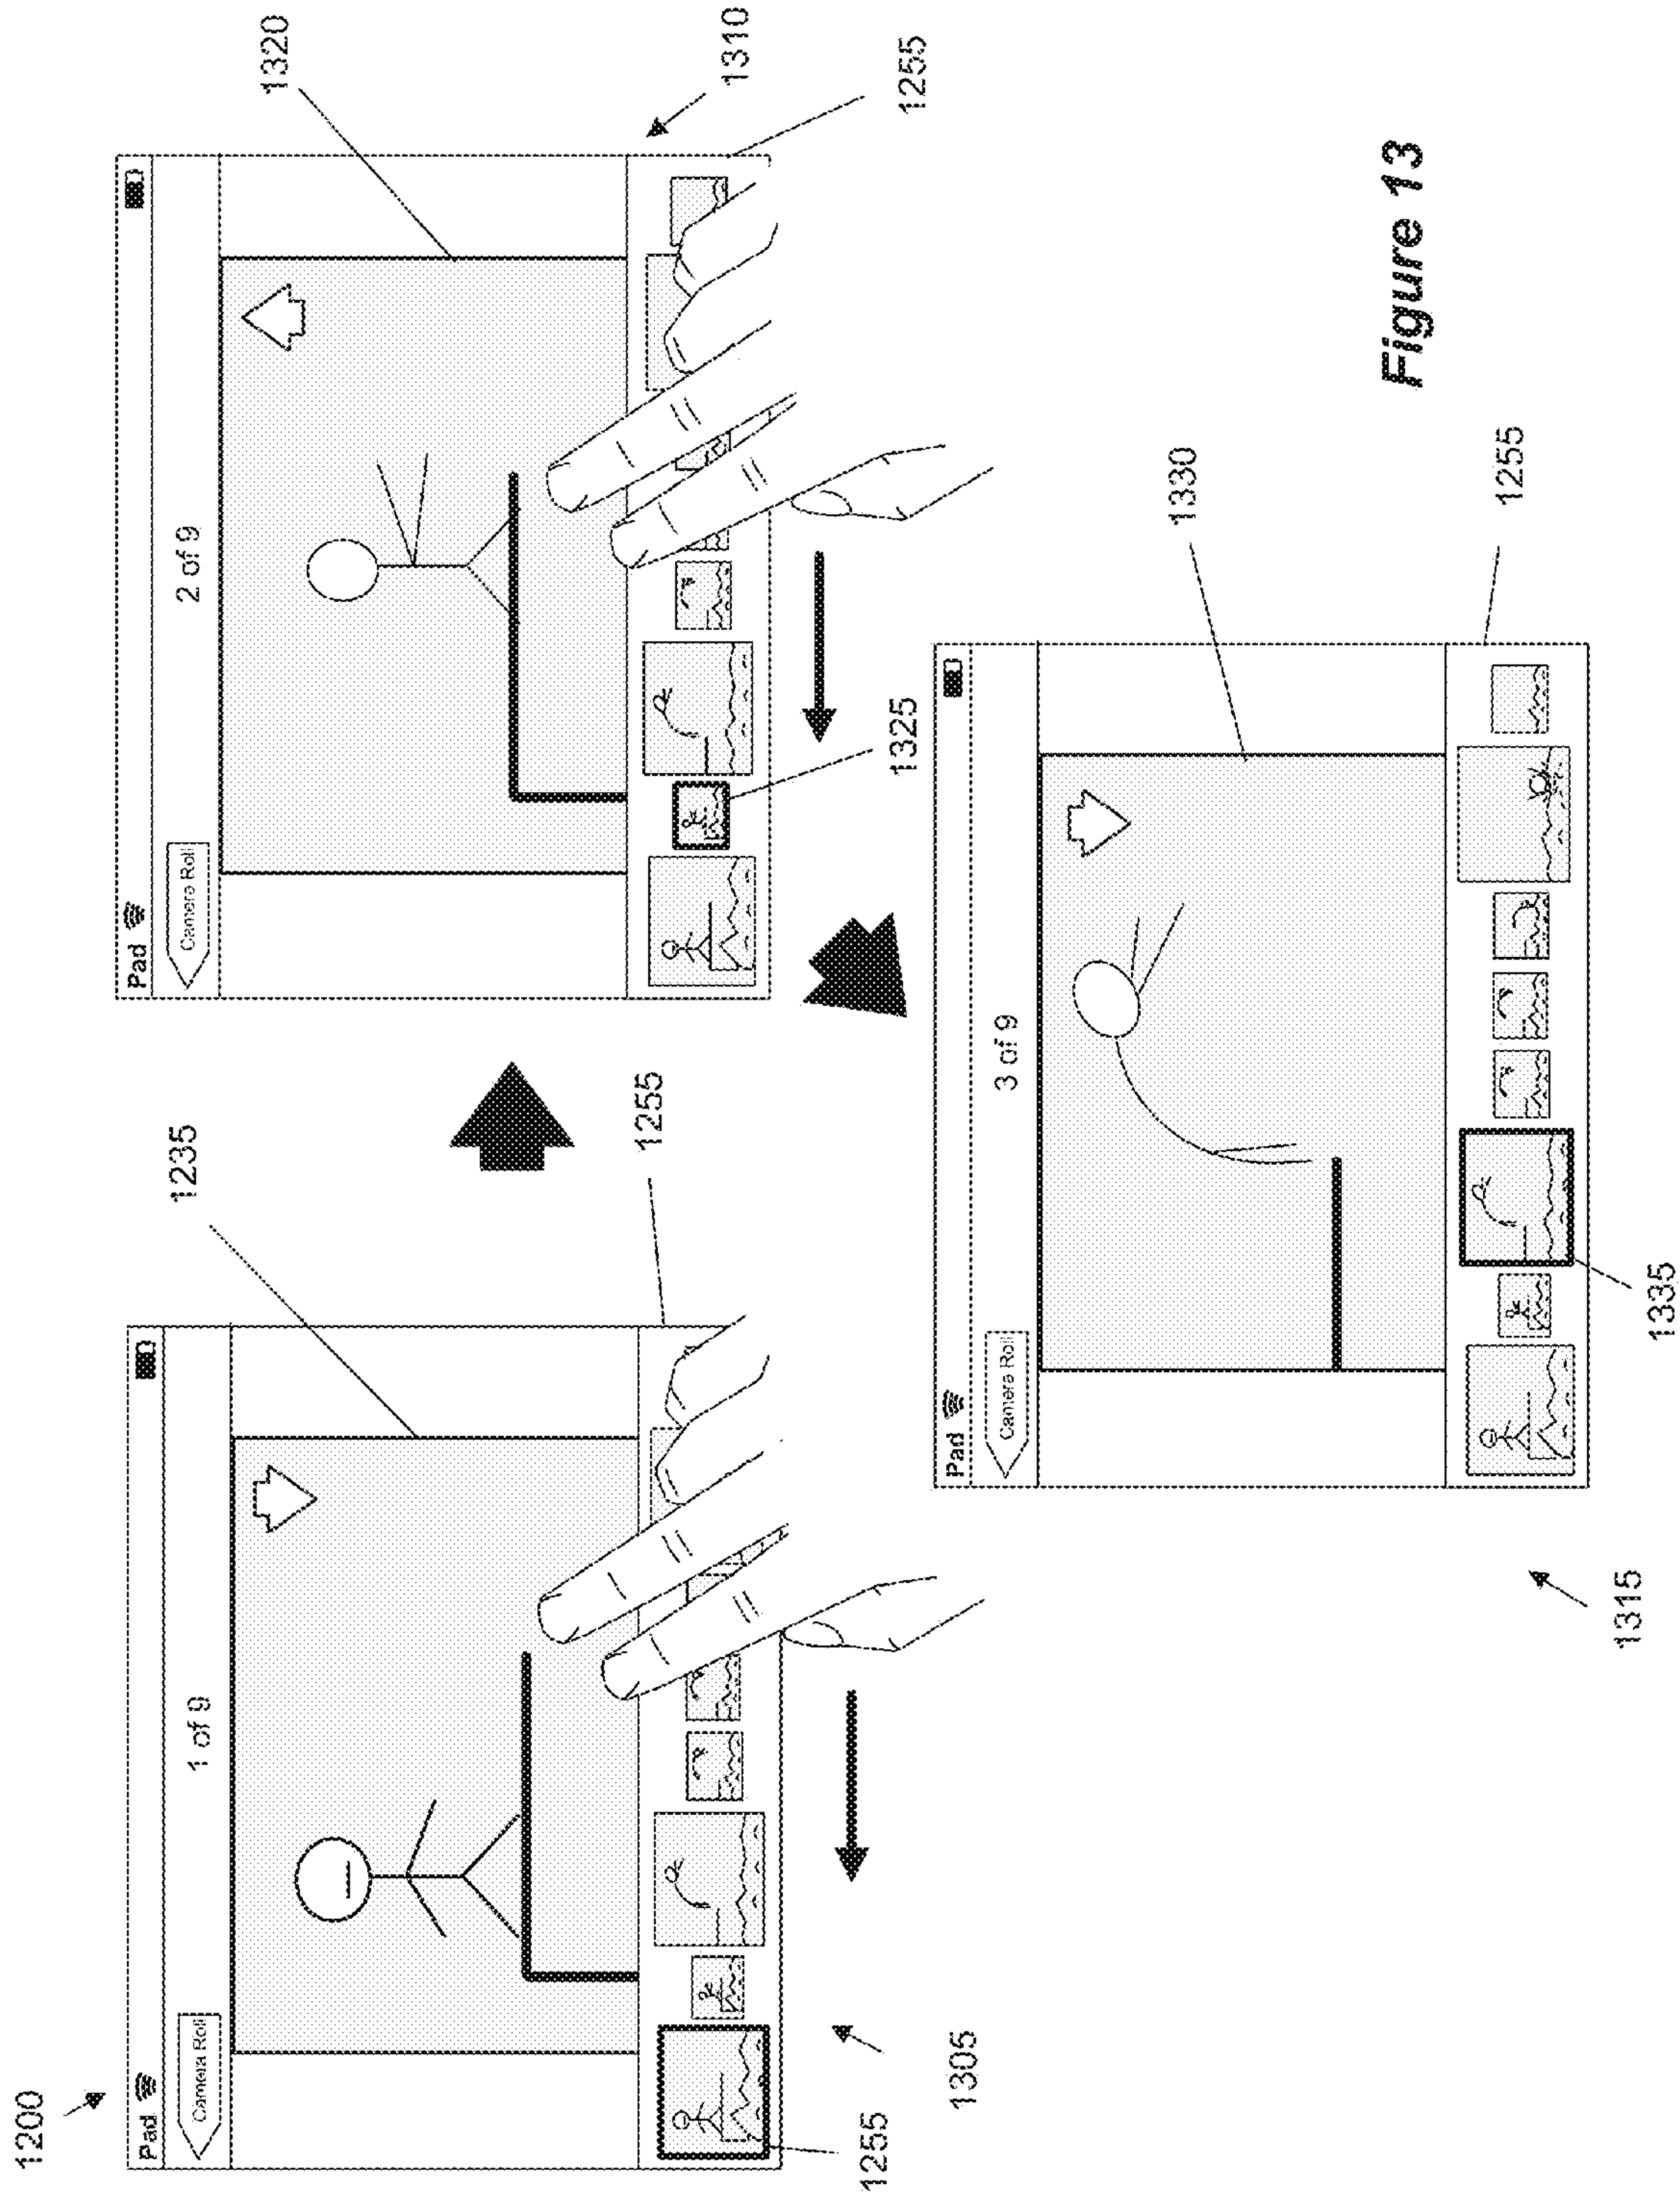 1200
Pad
Camera Roll
1 of 9
1235
1255
1255
1305
Pad
Camera Roll
2 of 9
1320
1310
1255
1325
Pad
Camera Roll
3 of 9
1330
1255
1335
1315
Figure 13